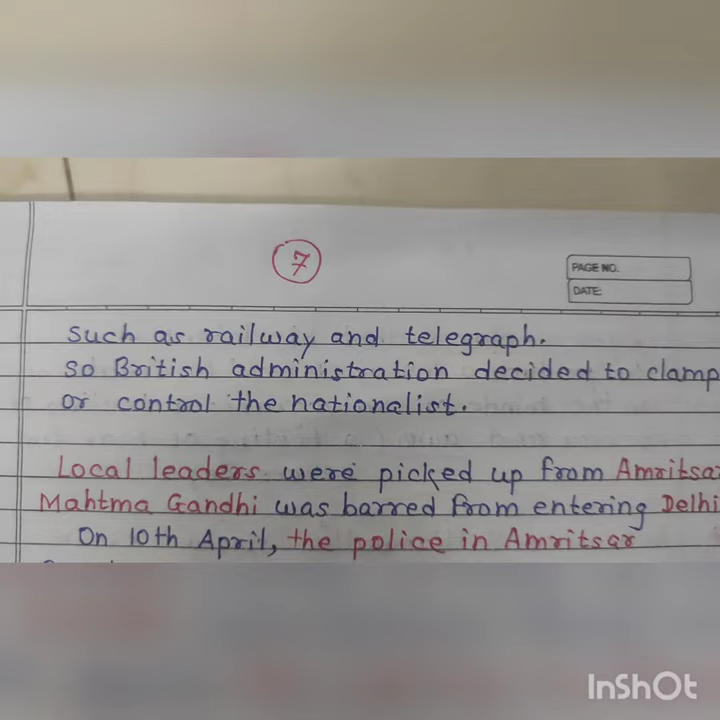 7
PAGE NO.
DATE:
such as railway and telegraph.
so British administration decided to clamp
or control the nationalist.
Local leaders were picked up from Amritsar
Mahtma Gandhi was barred from entering Delhi
On 10th April, the police in Amritsar
InShOt